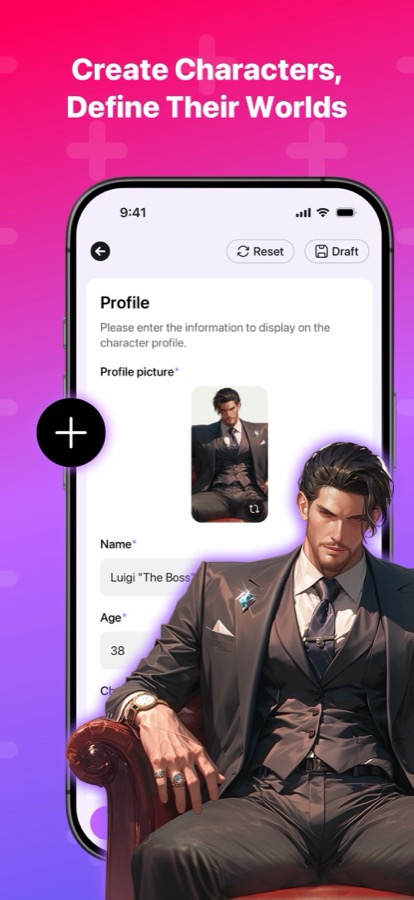 Create Characters,
Define Their Worlds
9:41
Reset
Draft
Profile
Please enter the information to display on the
character profile.
Profile picture*
Name*
Luigi "The Boss"
Age*
38